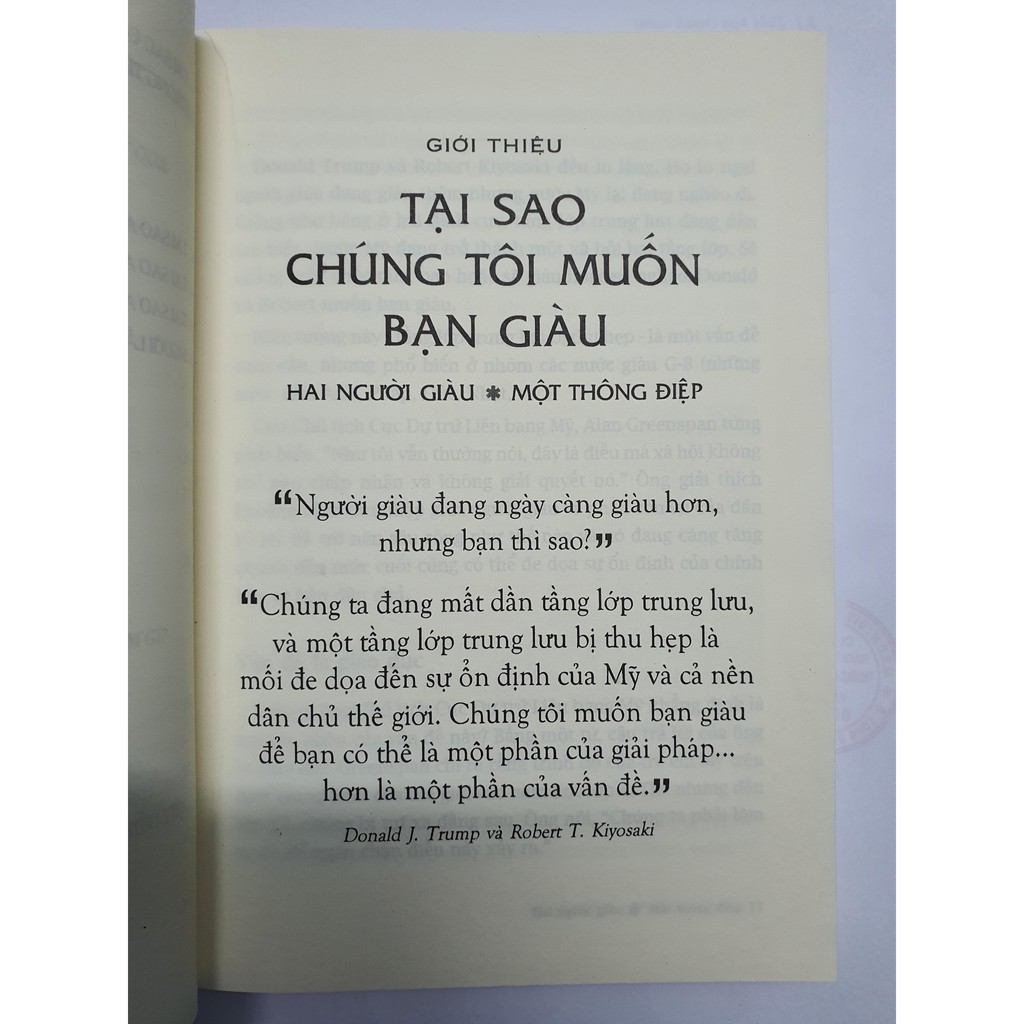 GIỚI THIỆU
TẠI SAO
CHÚNG TÔI MUỐN
BẠN GIÀU
HAI NGƯỜI GIÀU * MỘT THÔNG ĐIỆP
“Người giàu đang ngày càng giàu hơn,
nhưng bạn thì sao?”
“Chúng ta đang mất dần tầng lớp trung lưu,
và một tầng lớp trung lưu bị thu hẹp là
mối đe dọa đến sự ổn định của Mỹ và cả nền
dân chủ thế giới. Chúng tôi muốn bạn giàu
để bạn có thể là một phần của giải pháp...
hơn là một phần của vấn đề.”
Donald J. Trump và Robert T. Kiyosaki